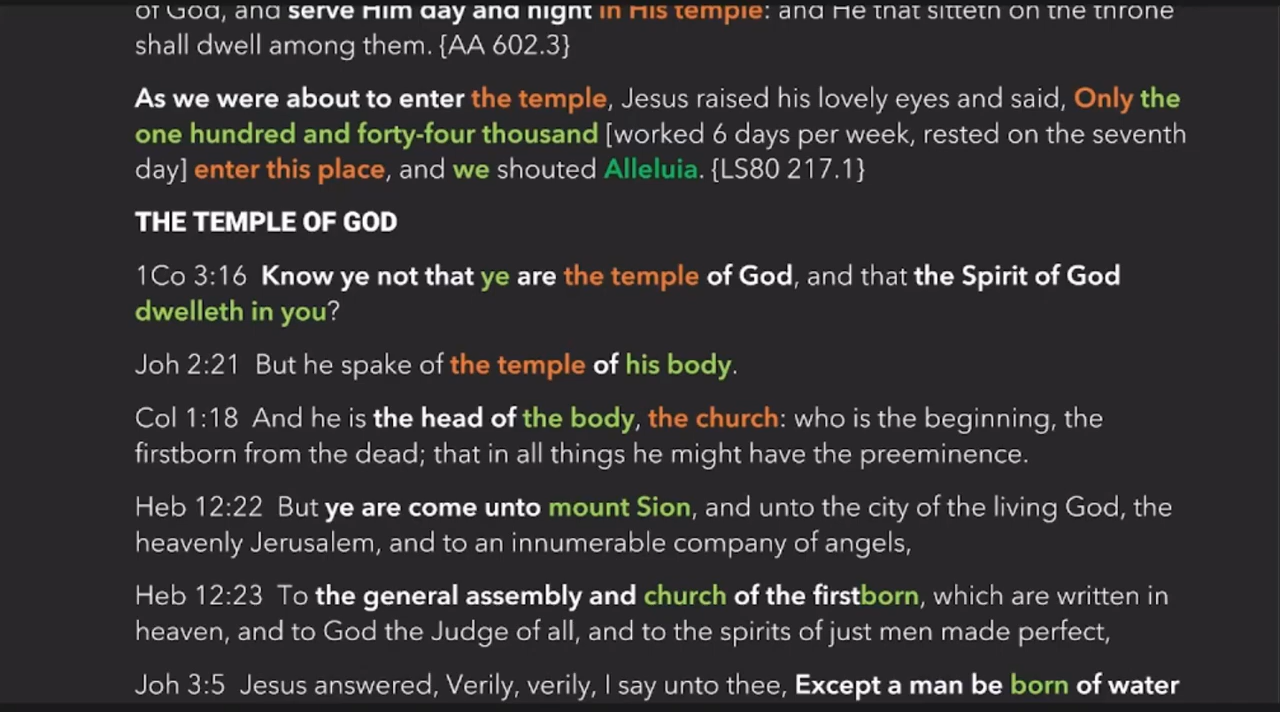 of God, and serve Him day and night in His temple: and He that sitteth on the throne
shall dwell among them. {AA 602.3}
As we were about to enter the temple, Jesus raised his lovely eyes and said, Only the
one hundred and forty-four thousand [worked 6 days per week, rested on the seventh
day] enter this place, and we shouted Alleluia. {LS80 217.1}
THE TEMPLE OF GOD
1Co 3:16 Know ye not that ye are the temple of God, and that the Spirit of God
dwelleth in you?
Joh 2:21 But he spake of the temple of his body.
Col 1:18 And he is the head of the body, the church: who is the beginning, the
firstborn from the dead; that in all things he might have the preeminence.
Heb 12:22 But ye are come unto mount Sion, and unto the city of the living God, the
heavenly Jerusalem, and to an innumerable company of angels,
Heb 12:23 To the general assembly and church of the firstborn, which are written in
heaven, and to God the Judge of all, and to the spirits of just men made perfect,
Joh 3:5 Jesus answered, Verily, verily, I say unto thee, Except a man be born of water